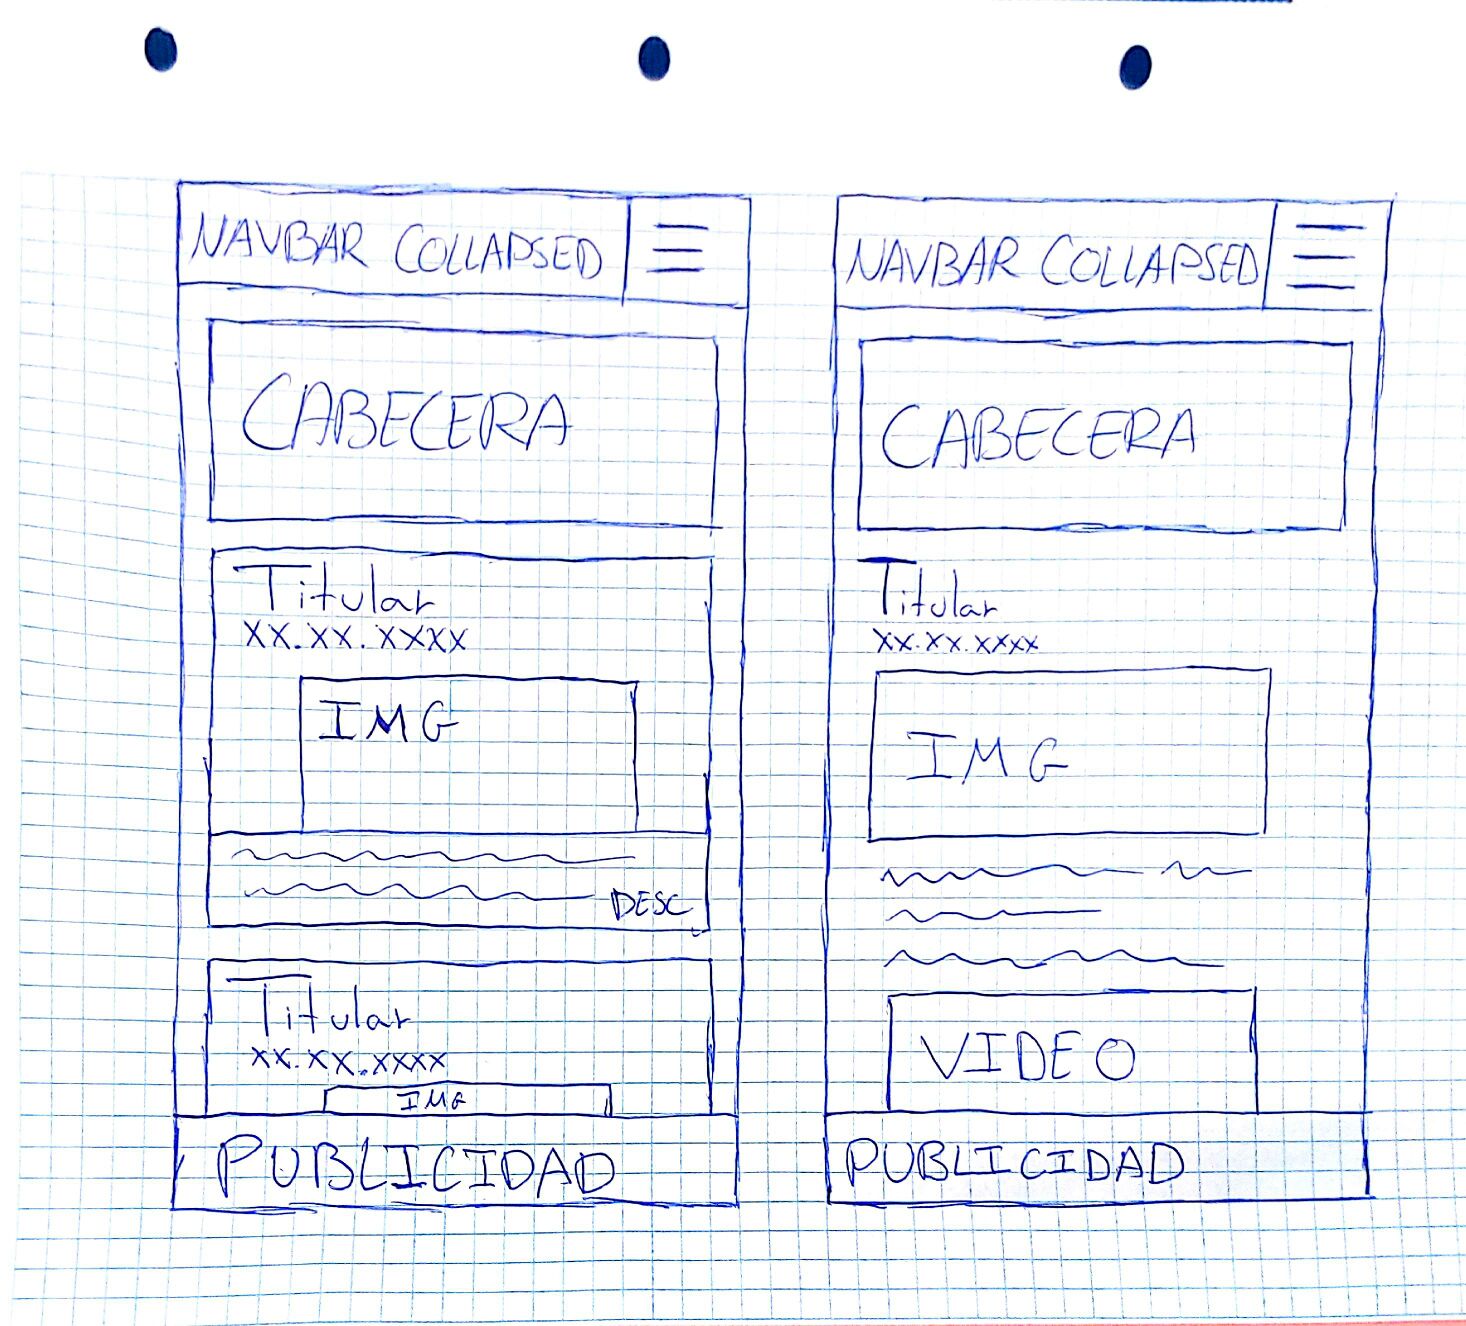 NAVBAR COLLAPSED
CABECERA
Titular
XX.XX.XXXX
IMG
DESC
Titular
XX.XX.XXXX
IMG
PUBLICIDAD
NAVBAR COLLAPSED
CABECERA
Titular
XX.XX.XXXX
IMG
VIDEO
PUBLICIDAD